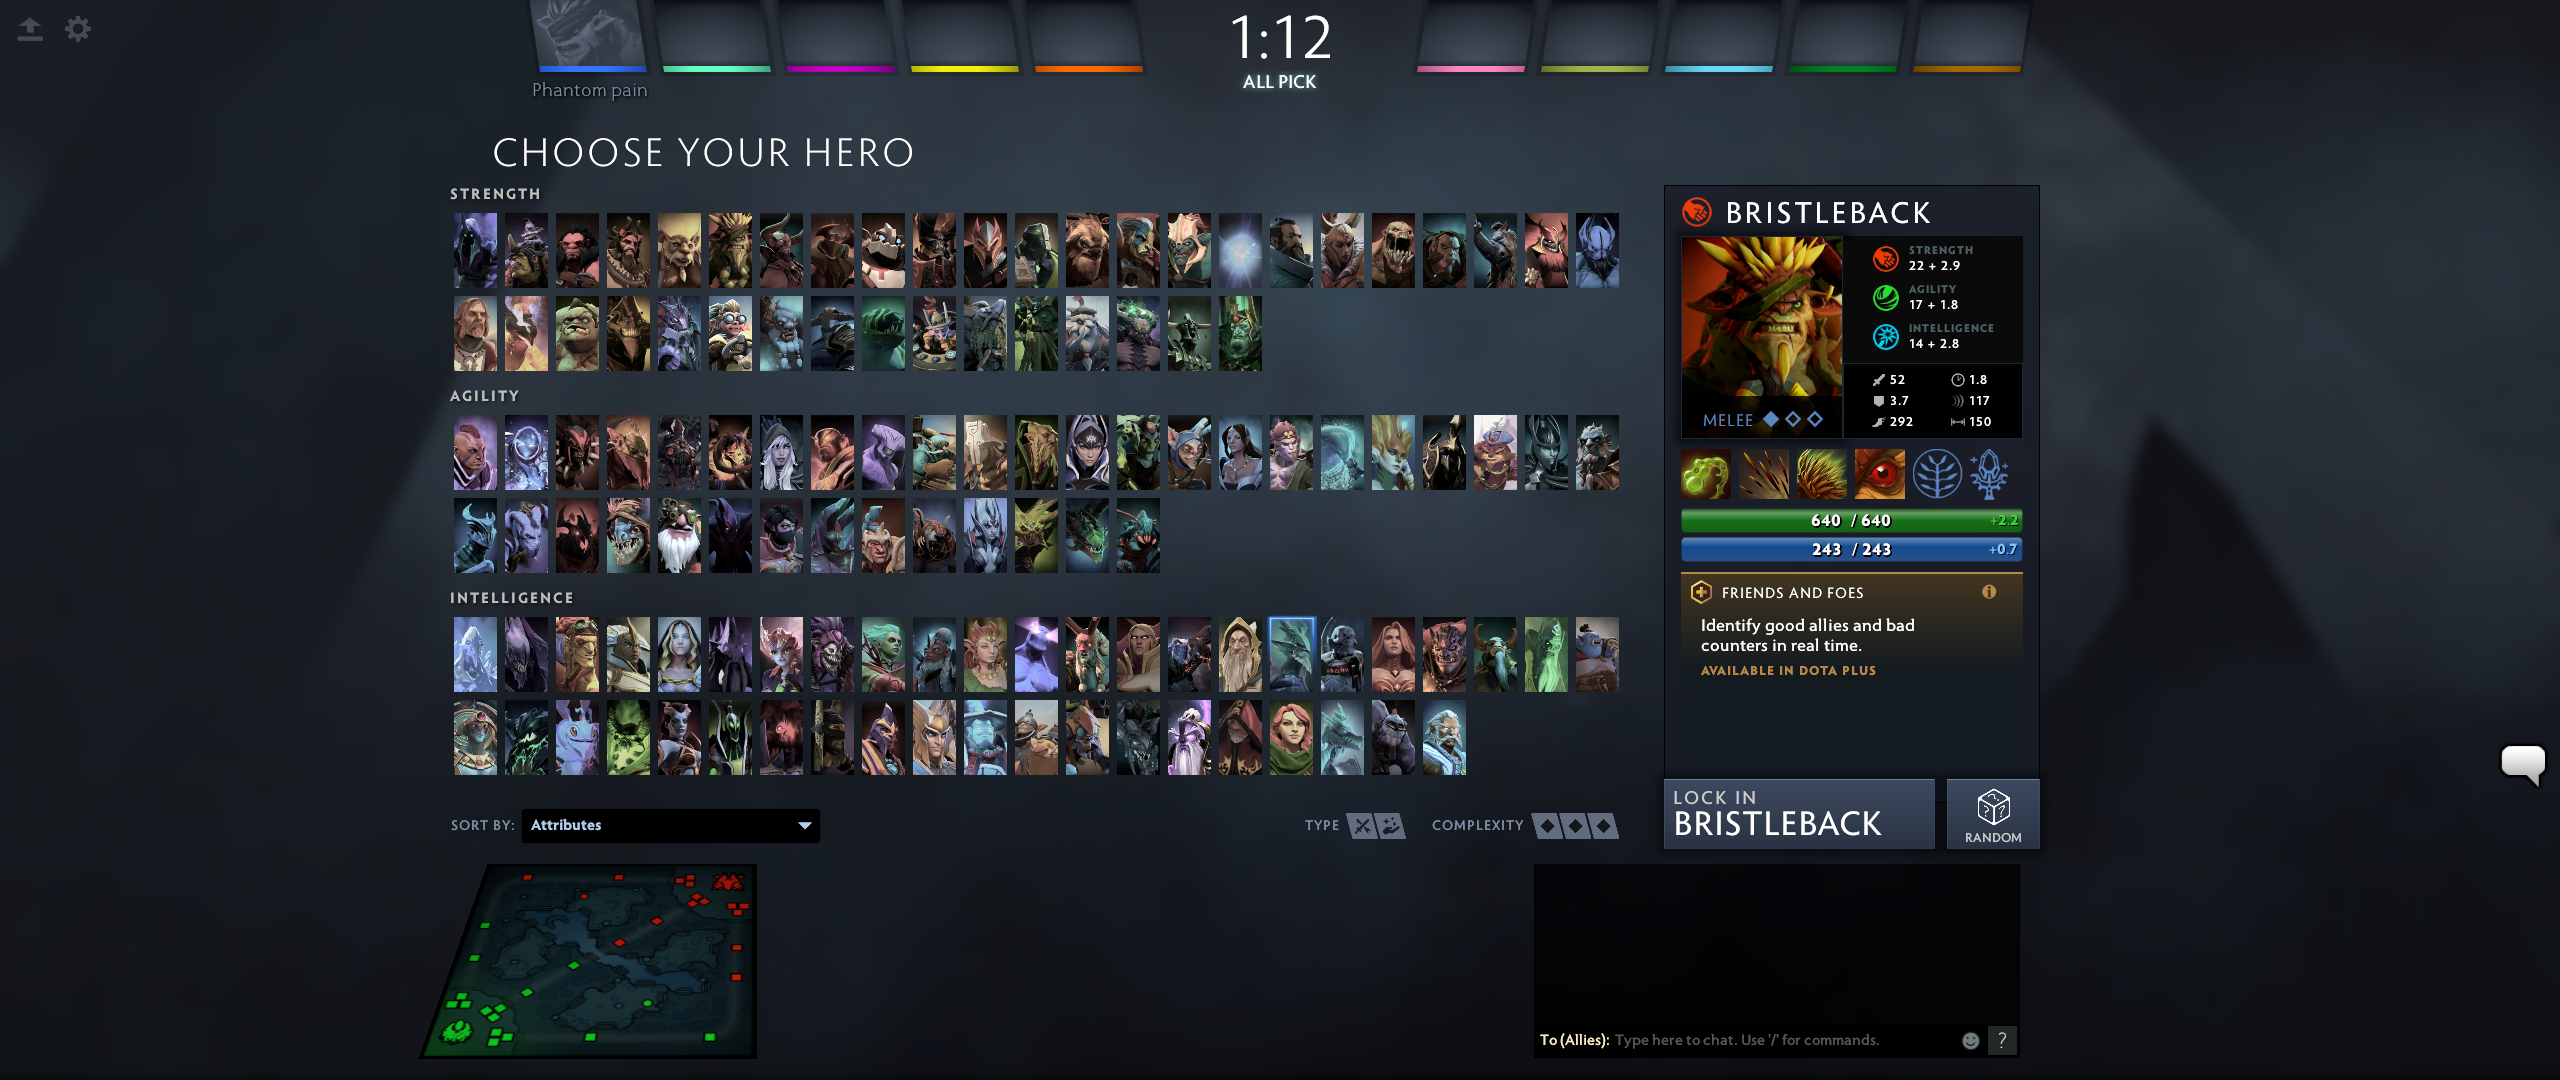 1:12
ALL PICK
Phantom pain
CHOOSE YOUR HERO
STRENGTH
AGILITY
INTELLIGENCE
SORT BY: Attributes
TYPE
COMPLEXITY
BRISTLEBACK
STRENGTH
22 + 2.9
AGILITY
17 + 1.8
INTELLIGENCE
14 + 2.8
MELEE
52 1.8
3.7 117
292 150
640 / 640 +2.2
243 / 243 +0.7
FRIENDS AND FOES
Identify good allies and bad
counters in real time.
AVAILABLE IN DOTA PLUS
LOCK IN
BRISTLEBACK
RANDOM
To (Allies): Type here to chat. Use '/' for commands.
?